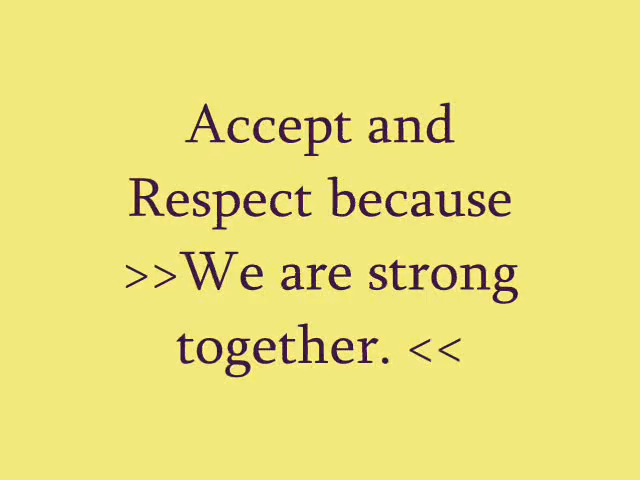 Accept and
Respect because
>>We are strong
together. <<